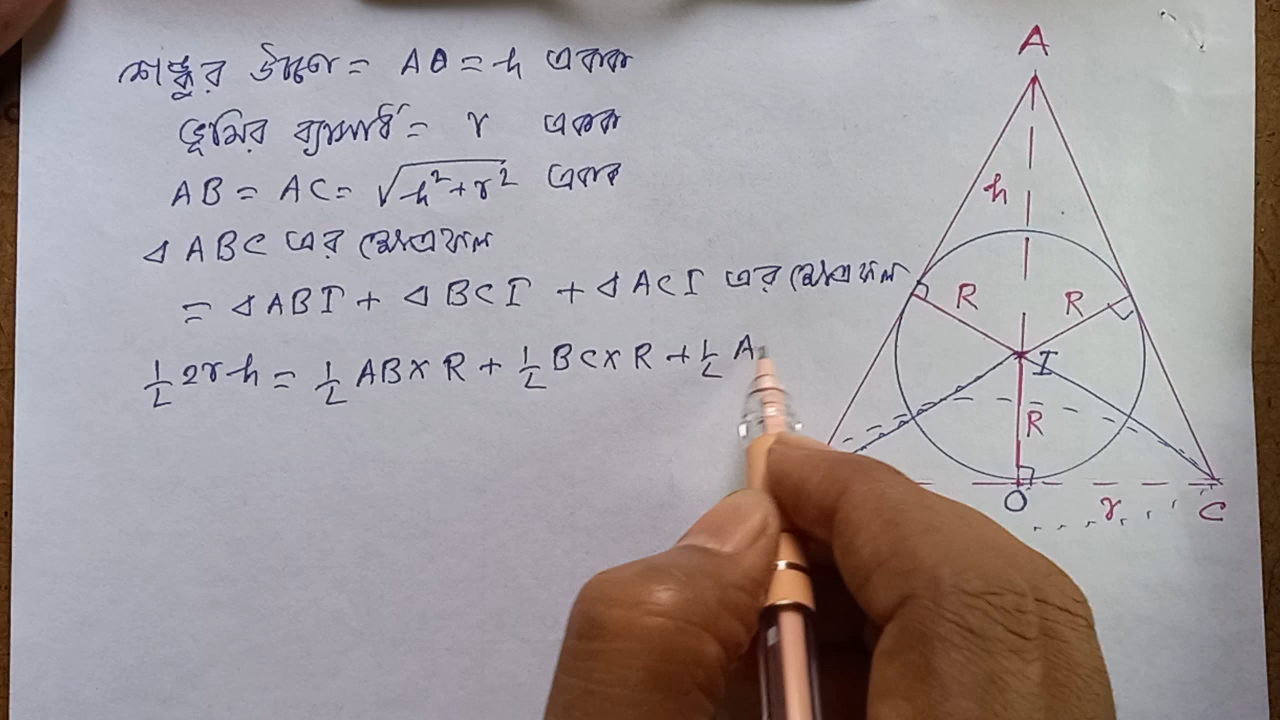 শঙ্কুর উচ্চতা = AO = h একক
ভূমির ব্যাসার্ধ = r একক
AB = AC = √h²+r² একক
△ABC এর ক্ষেত্রফল
= △ABI + △BCI + △ACI এর ক্ষেত্রফল
½ 2r h = ½ AB × R + ½ BC × R + ½ A
A
h
R R
I
R
O r C